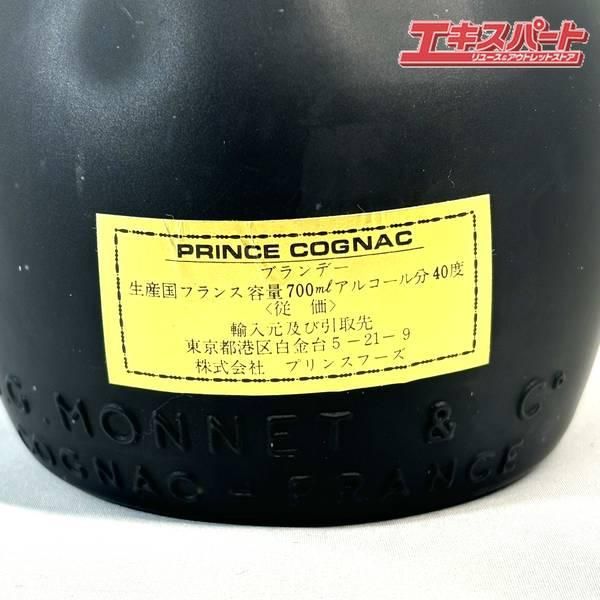 エキスパート
リユース&アウトレットストア
PRINCE COGNAC
ブランデー
生産国フランス容量700mlアルコール分40度
〈従 価〉
輸入元及び引取先
東京都港区白金台5-21-9
株式会社 プリンスフーズ
G. MONNET & Cº
COGNAC - FRANCE